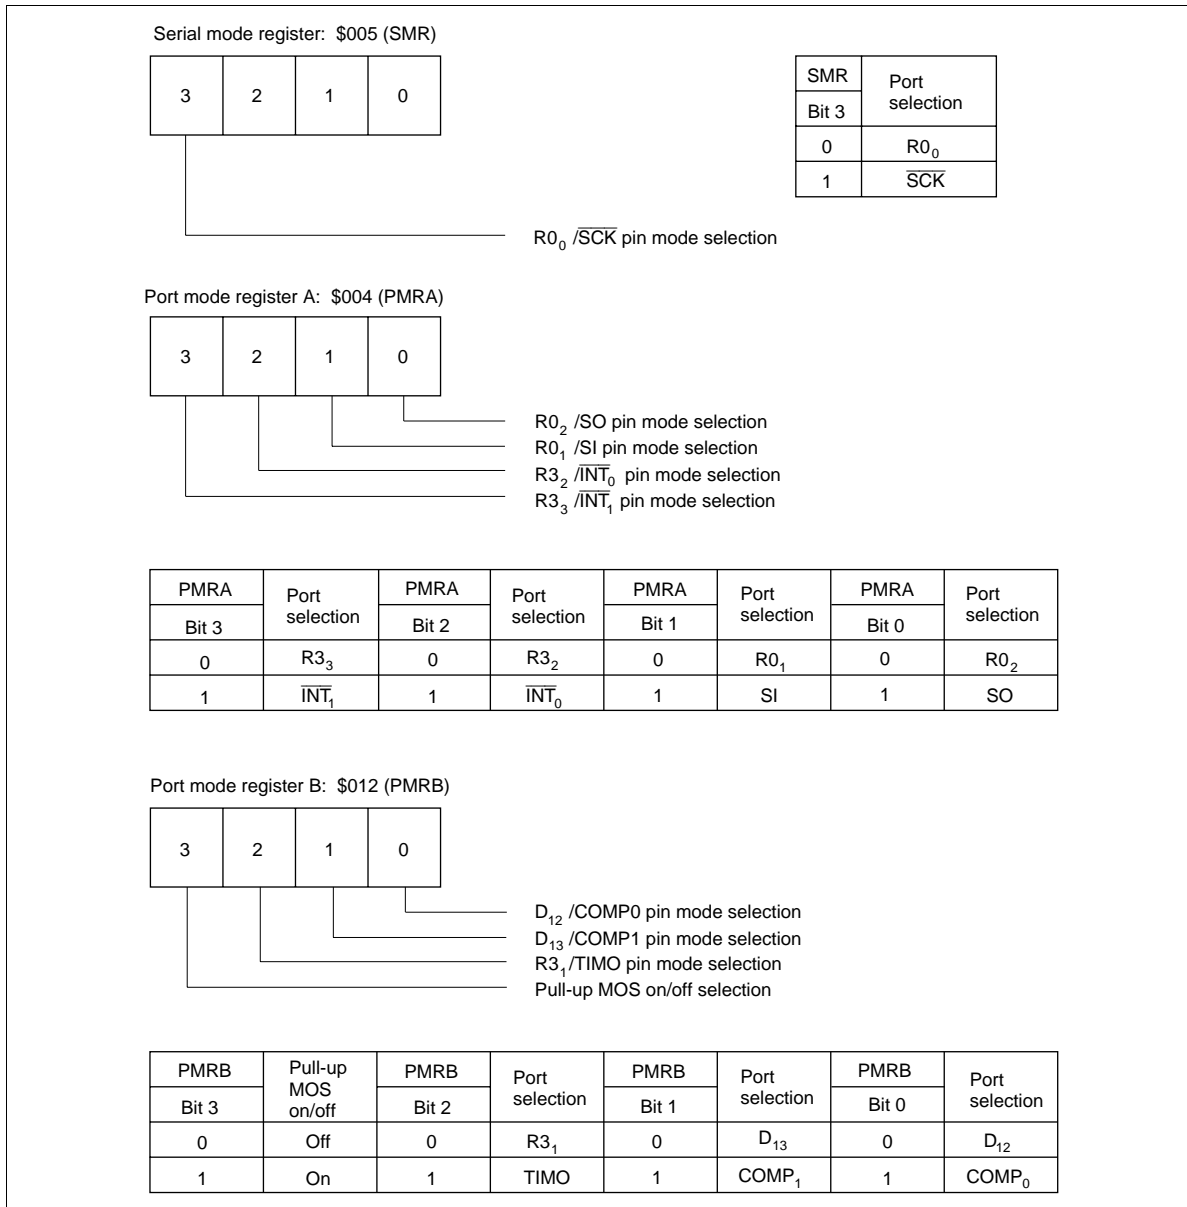 Serial mode register: $005 (SMR)
3 2 1 0
SMR Port selection
Bit 3
0 R0₀
1 S̅C̅K̅
R0₀ /S̅C̅K̅ pin mode selection
Port mode register A: $004 (PMRA)
3 2 1 0
R0₂ /SO pin mode selection
R0₁ /SI pin mode selection
R3₂ /I̅N̅T̅₀ pin mode selection
R3₃ /I̅N̅T̅₁ pin mode selection
PMRA Port selection PMRA Port selection PMRA Port selection PMRA Port selection
Bit 3 Bit 2 Bit 1 Bit 0
0 R3₃ 0 R3₂ 0 R0₁ 0 R0₂
1 I̅N̅T̅₁ 1 I̅N̅T̅₀ 1 SI 1 SO
Port mode register B: $012 (PMRB)
3 2 1 0
D₁₂ /COMP0 pin mode selection
D₁₃ /COMP1 pin mode selection
R3₁/TIMO pin mode selection
Pull-up MOS on/off selection
PMRB Pull-up MOS on/off PMRB Port selection PMRB Port selection PMRB Port selection
Bit 3 Bit 2 Bit 1 Bit 0
0 Off 0 R3₁ 0 D₁₃ 0 D₁₂
1 On 1 TIMO 1 COMP₁ 1 COMP₀